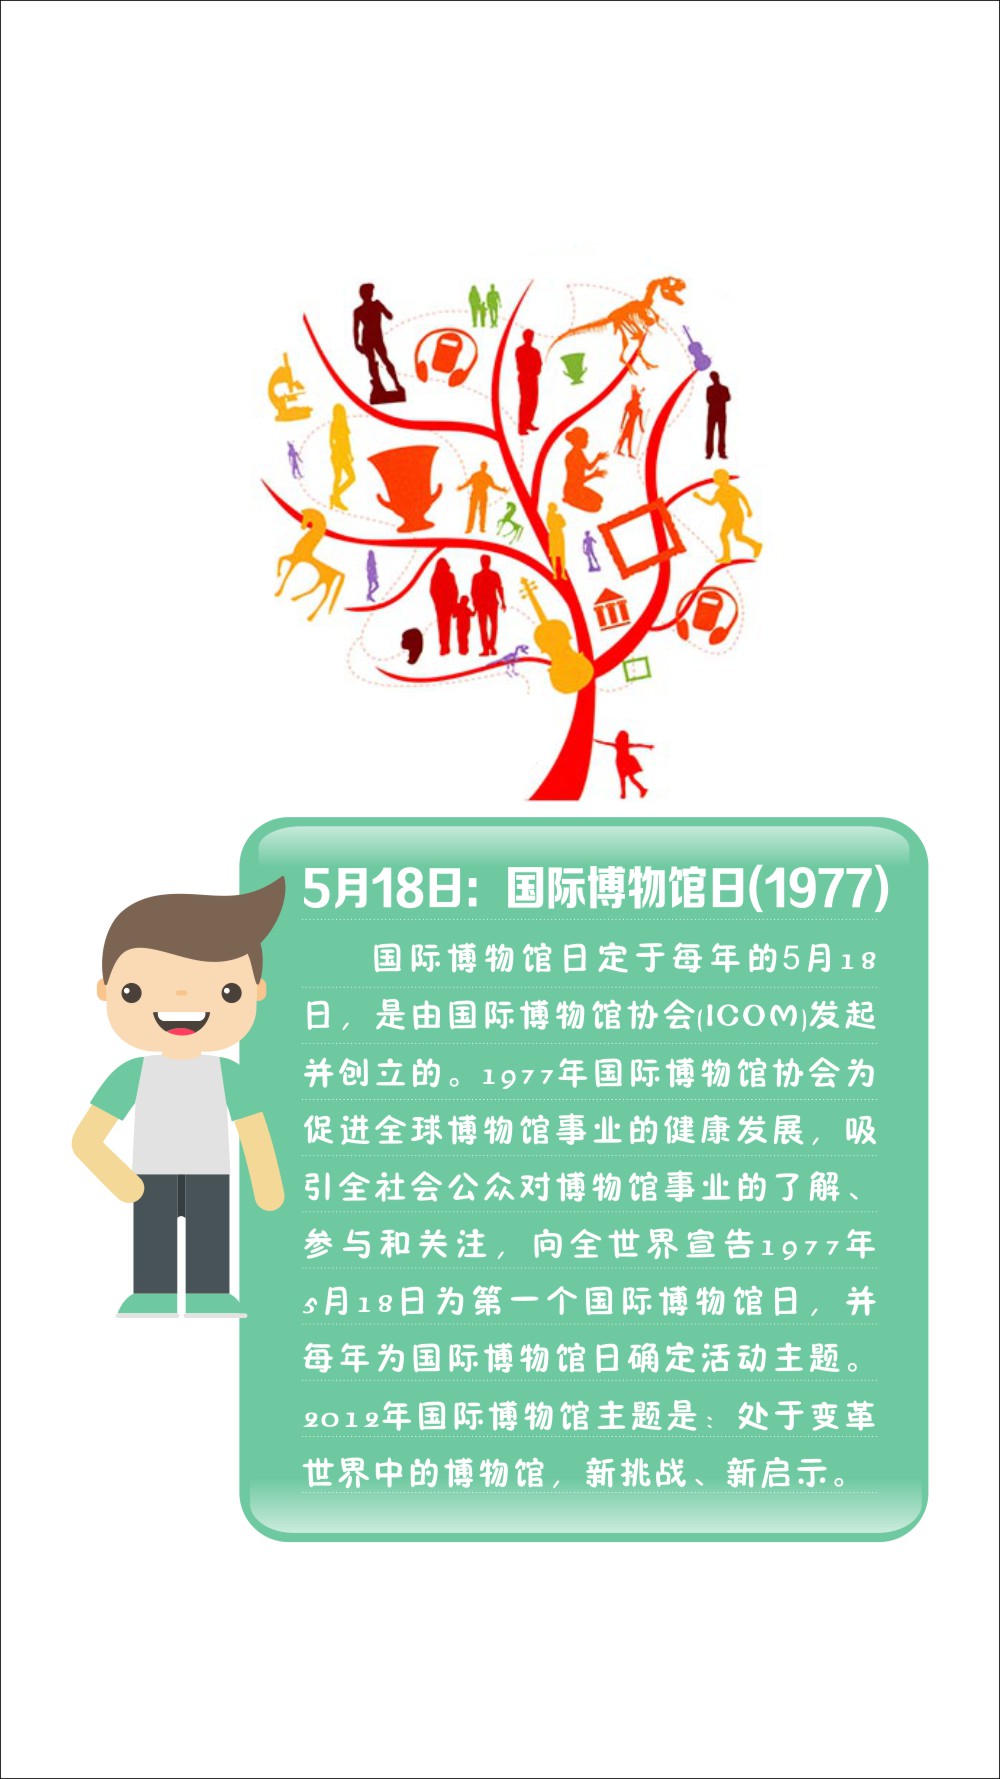 5月18日：国际博物馆日(1977)
国际博物馆日定于每年的5月18
日，是由国际博物馆协会(ICOM)发起
并创立的。1977年国际博物馆协会为
促进全球博物馆事业的健康发展，吸
引全社会公众对博物馆事业的了解、
参与和关注，向全世界宣告1977年
5月18日为第一个国际博物馆日，并
每年为国际博物馆日确定活动主题。
2012年国际博物馆主题是：处于变革
世界中的博物馆，新挑战、新启示。